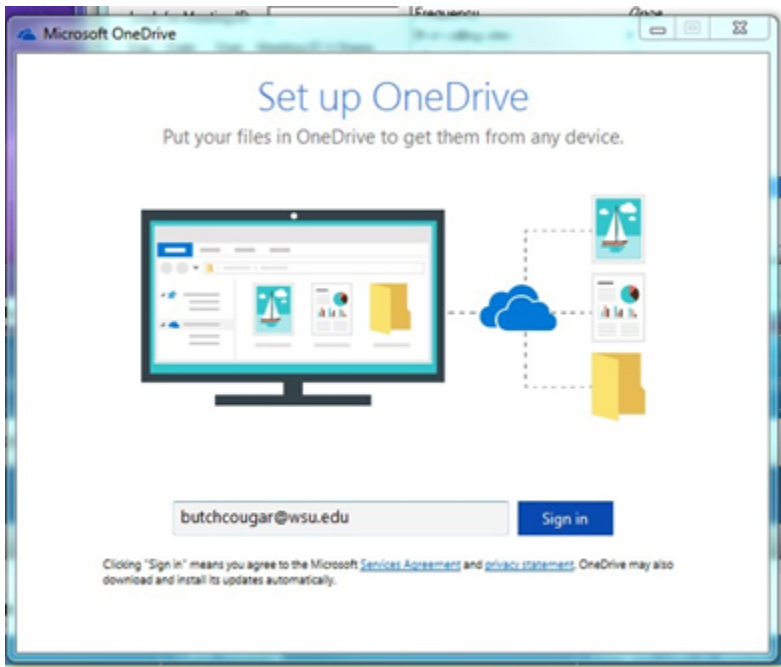 Frequency
Once
Microsoft OneDrive
Set up OneDrive
Put your files in OneDrive to get them from any device.
butchcougar@wsu.edu
Sign in
Clicking "Sign in" means you agree to the Microsoft Services Agreement and privacy statement. OneDrive may also
download and install its updates automatically.